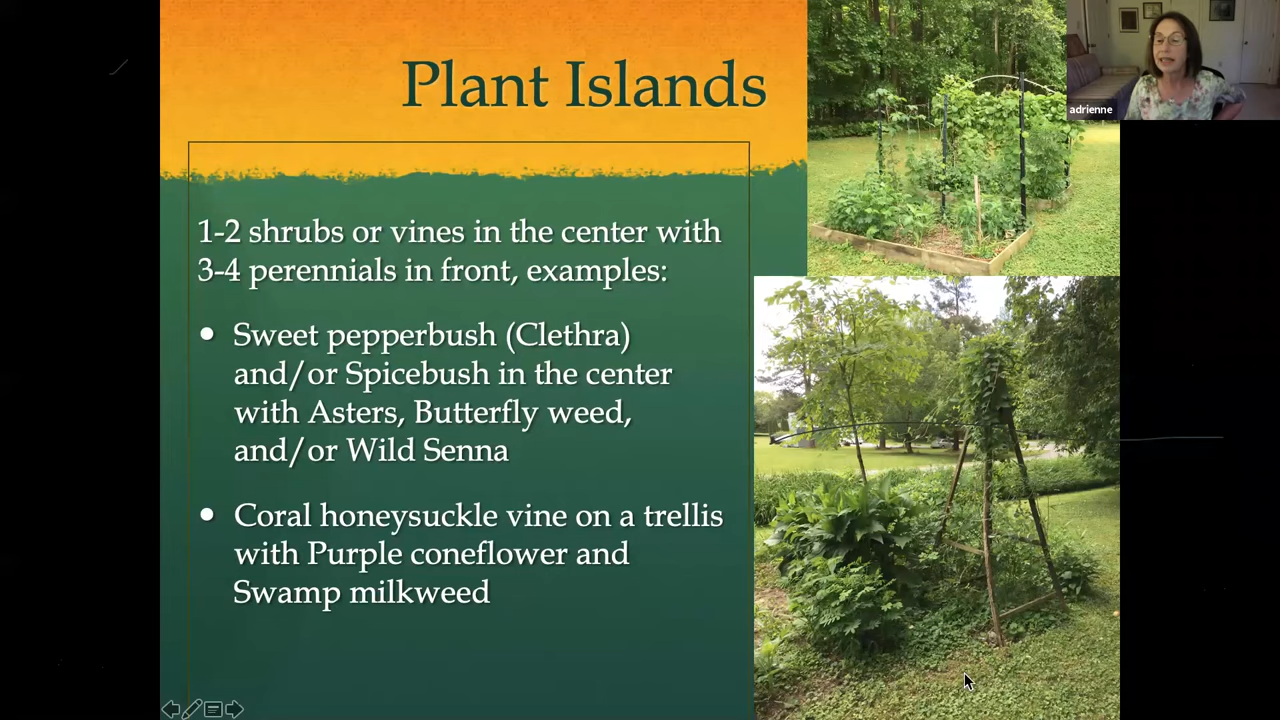 Plant Islands
adrienne
1-2 shrubs or vines in the center with
3-4 perennials in front, examples:
• Sweet pepperbush (Clethra)
and/or Spicebush in the center
with Asters, Butterfly weed,
and/or Wild Senna
• Coral honeysuckle vine on a trellis
with Purple coneflower and
Swamp milkweed